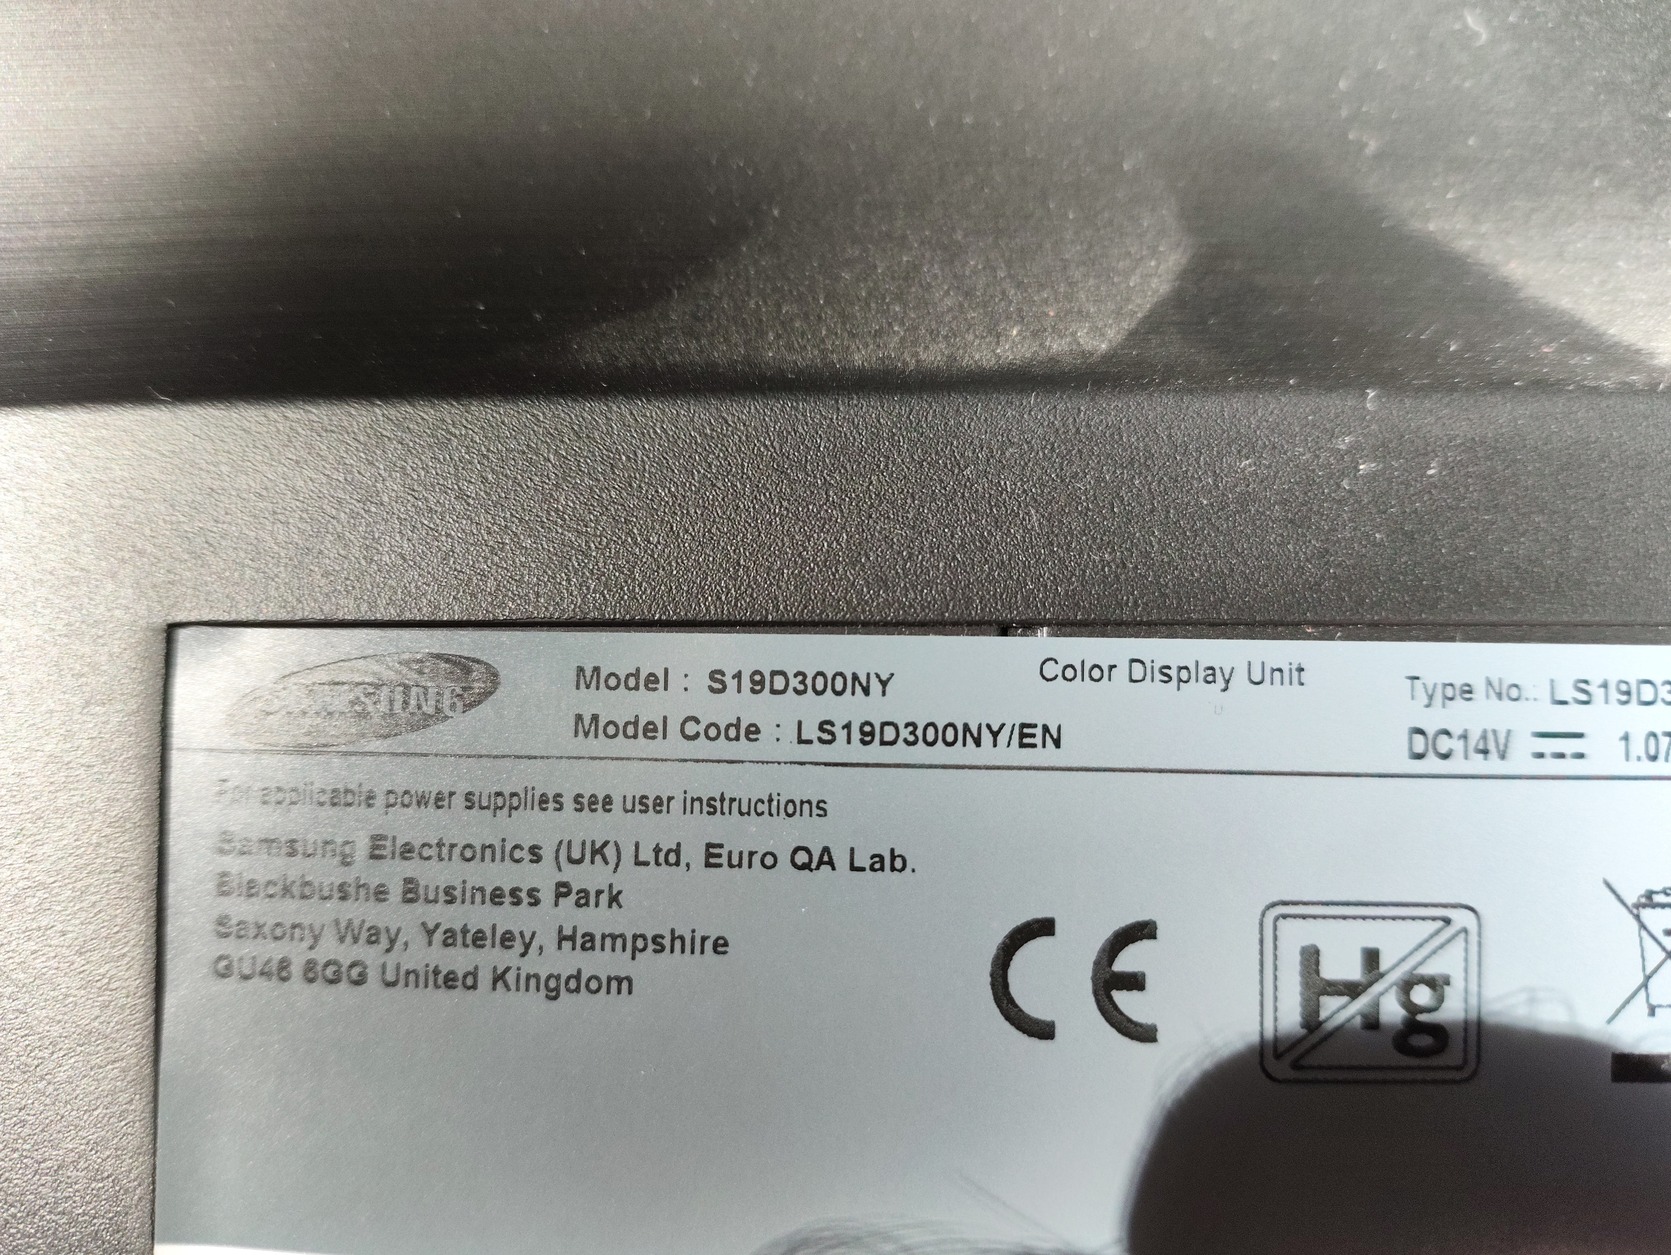 SAMSUNG
Model : S19D300NY
Model Code : LS19D300NY/EN
Color Display Unit
Type No.: LS19D3
DC14V ⎓ 1.07
For applicable power supplies see user instructions
Samsung Electronics (UK) Ltd, Euro QA Lab.
Blackbushe Business Park
Saxony Way, Yateley, Hampshire
GU46 6GG United Kingdom
CE
Hg